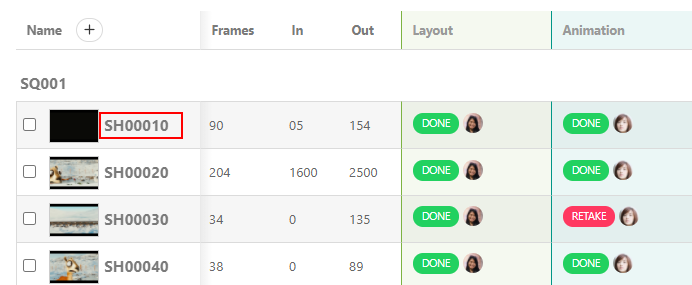 Name + Frames In Out Layout Animation
SQ001
SH00010 90 05 154 DONE DONE
SH00020 204 1600 2500 DONE DONE
SH00030 34 0 135 DONE RETAKE
SH00040 38 0 89 DONE DONE